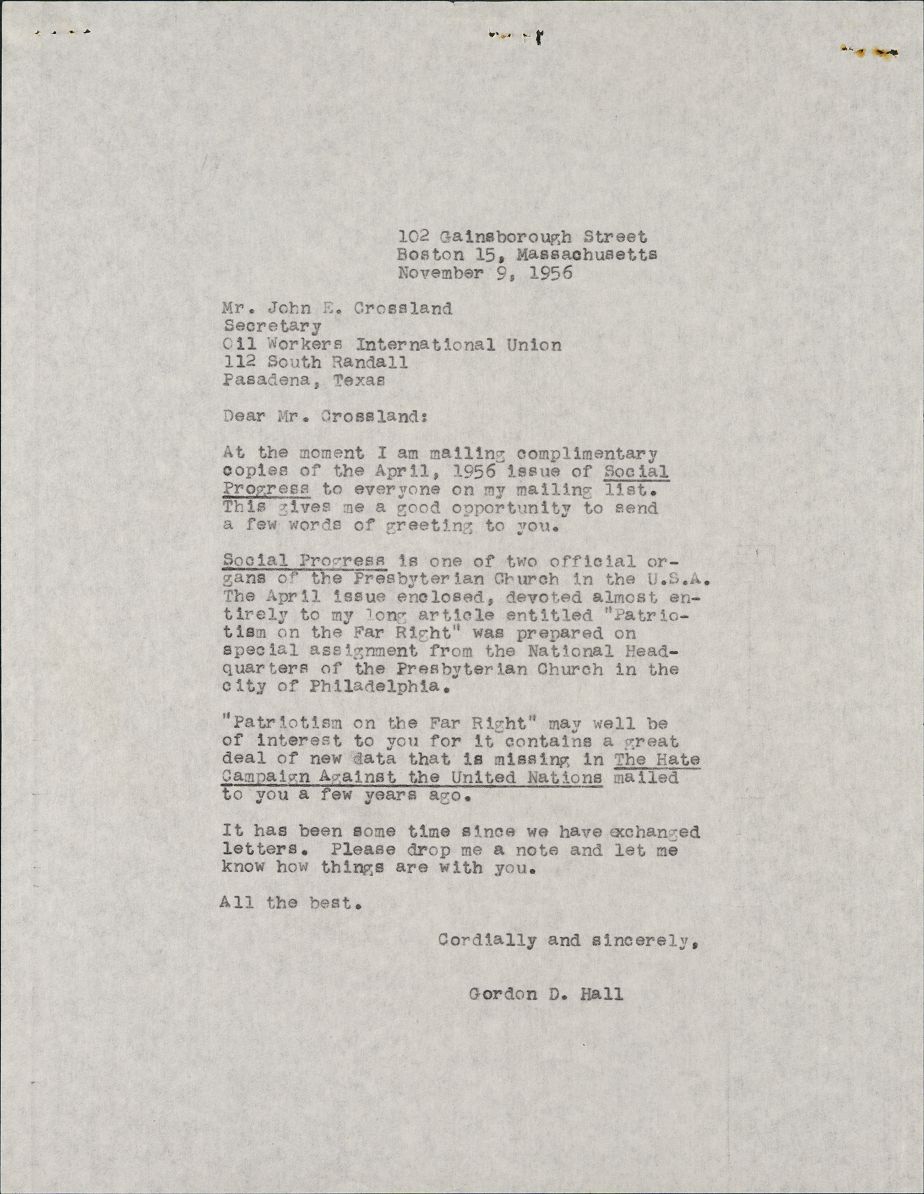 102 Gainsborough Street
Boston 15, Massachusetts
November 9, 1956
Mr. John E. Crossland
Secretary
Oil Workers International Union
112 South Randall
Pasadena, Texas
Dear Mr. Crossland:
At the moment I am mailing complimentary
copies of the April, 1956 issue of Social
Progress to everyone on my mailing list.
This gives me a good opportunity to send
a few words of greeting to you.
Social Progress is one of two official or-
gans of the Presbyterian Church in the U.S.A.
The April issue enclosed, devoted almost en-
tirely to my long article entitled "Patrio-
tism on the Far Right" was prepared on
special assignment from the National Head-
quarters of the Presbyterian Church in the
city of Philadelphia.
"Patriotism on the Far Right" may well be
of interest to you for it contains a great
deal of new data that is missing in The Hate
Campaign Against the United Nations mailed
to you a few years ago.
It has been some time since we have exchanged
letters. Please drop me a note and let me
know how things are with you.
All the best.
Cordially and sincerely,
Gordon D. Hall